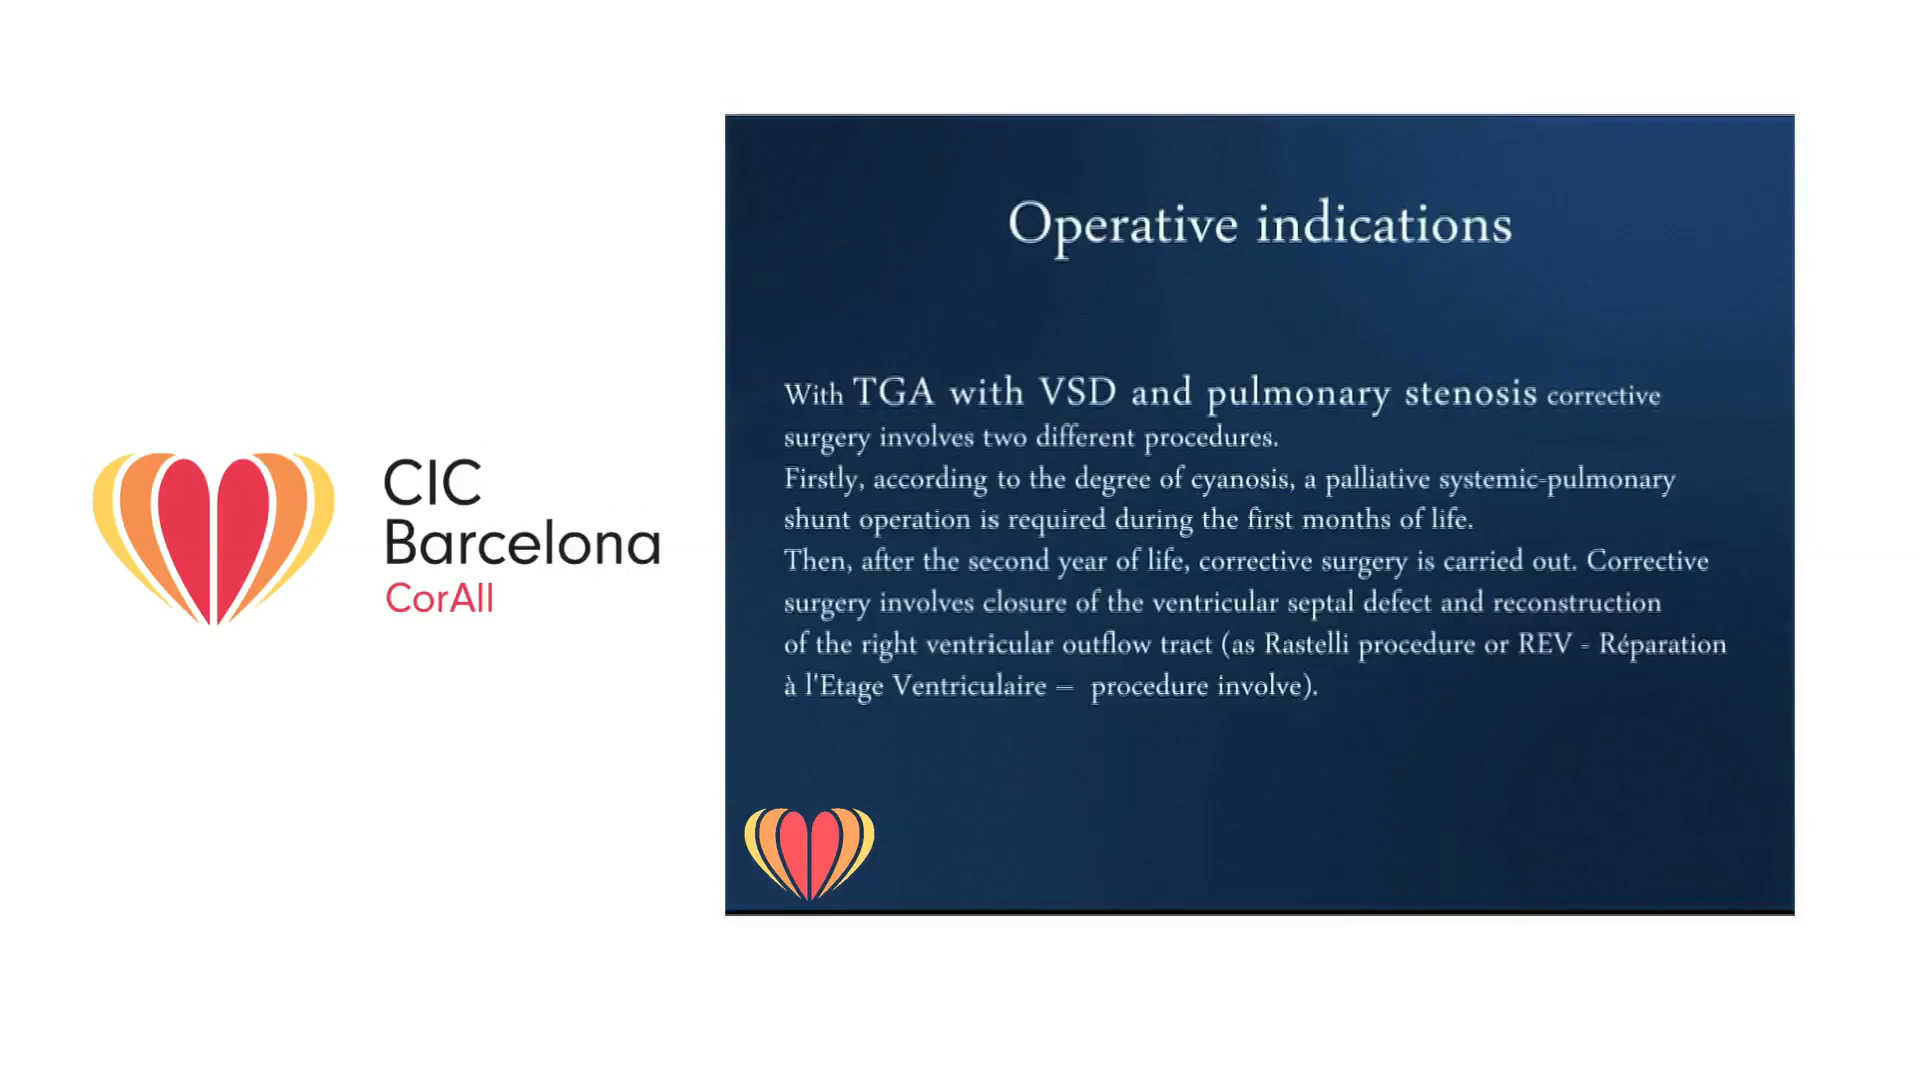 CIC
Barcelona
CorAll
Operative indications
With TGA with VSD and pulmonary stenosis corrective
surgery involves two different procedures.
Firstly, according to the degree of cyanosis, a palliative systemic-pulmonary
shunt operation is required during the first months of life.
Then, after the second year of life, corrective surgery is carried out. Corrective
surgery involves closure of the ventricular septal defect and reconstruction
of the right ventricular outflow tract (as Rastelli procedure or REV - Réparation
à l'Etage Ventriculaire – procedure involve).